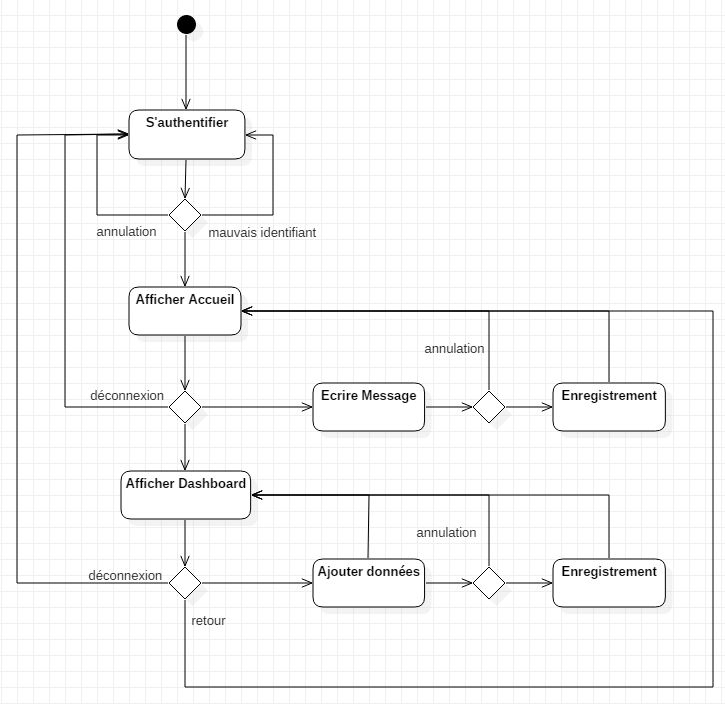 S'authentifier
annulation
mauvais identifiant
Afficher Accueil
annulation
déconnexion
Ecrire Message
Enregistrement
Afficher Dashboard
annulation
déconnexion
Ajouter données
Enregistrement
retour